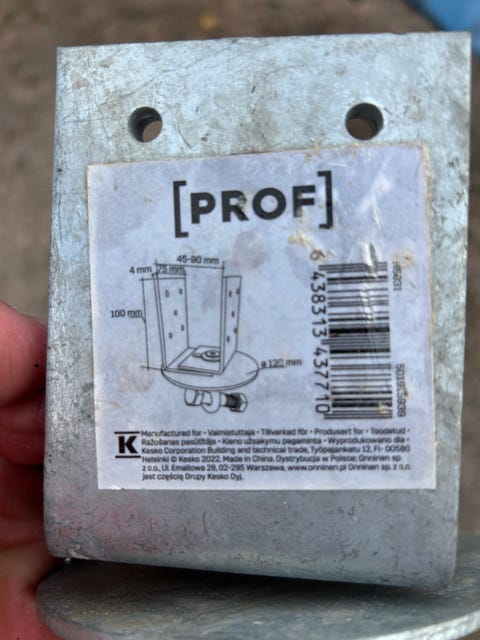 [PROF]
45-90 mm
4 mm 75 mm
100 mm
ø 120 mm
6 438313 437710
K
Manufactured for • Valmistuttaja • Tillverkad för • Produsert for • Toodetud •
Ražošanas pasūtītājs • Kieno užsakymu pagaminta • Wyprodukowano dla •
Kesko Corporation Building and technical trade, Työpajankatu 12, FI- 00580
Helsinki © Kesko 2022. Made in China. Dystrybucja w Polsce: Onninen sp.
z o.o., Ul. Emaliowa 28, 02-295 Warszawa, www.onninen.pl Onninen sp. z o.o.
jest częścią Grupy Kesko Oyj.